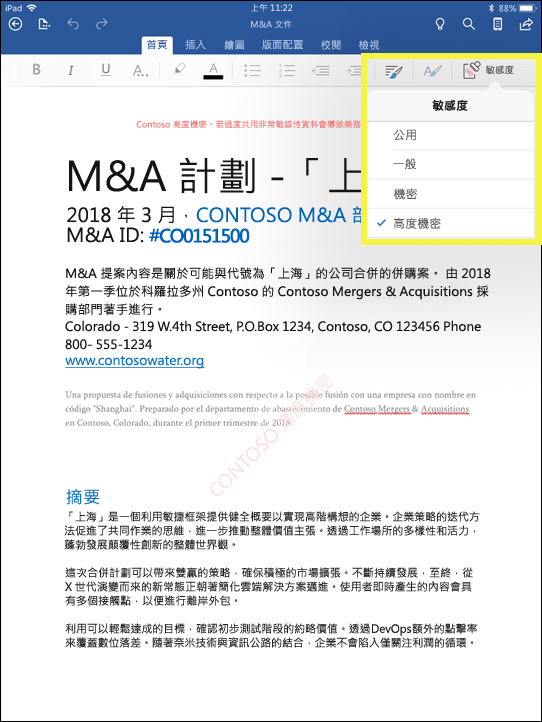 iPad 上午 11:22 88%
M&A 文件
首頁 插入 繪圖 版面配置 校閱 檢視
B I U A... A 敏感度
敏感度
公用
一般
機密
高度機密
Contoso 高度機密。若過度共用非常敏感性資料會導致業務
M&A 計劃 -「上
2018 年 3 月，CONTOSO M&A
M&A ID: #CO0151500
M&A 提案內容是關於可能與代號為「上海」的公司合併的併購案。 由 2018
年第一季位於科羅拉多州 Contoso 的 Contoso Mergers & Acquisitions 採
購部門著手進行。
Colorado - 319 W.4th Street, P.O.Box 1234, Contoso, CO 123456 Phone
800- 555-1234
www.contosowater.org
Una propuesta de fusiones y adquisiciones con respecto a la posible fusión con una empresa con nombre en
código "Shanghai". Preparado por el departamento de abastecimiento de Contoso Mergers & Acquisitions
en Contoso, Colorado, durante el primer trimestre de 2018
CONTOSO 高度機密
摘要
「上海」是一個利用敏捷框架提供健全概要以實現高階構想的企業。企業策略的迭代方
法促進了共同作業的思維，進一步推動整體價值主張。透過工作場所的多樣性和活力，
蓬勃發展顛覆性創新的整體世界觀。
這次合併計劃可以帶來雙贏的策略，確保積極的市場擴張。不斷持續發展，至終，從
X 世代演變而來的新常態正朝著簡化雲端解決方案邁進。使用者即時產生的內容會具
有多個接觸點，以便進行離岸外包。
利用可以輕鬆達成的目標，確認初步測試階段的約略價值。透過DevOps額外的點擊率
來覆蓋數位落差。隨著奈米技術與資訊公路的結合，企業不會陷入僅關注利潤的循環。